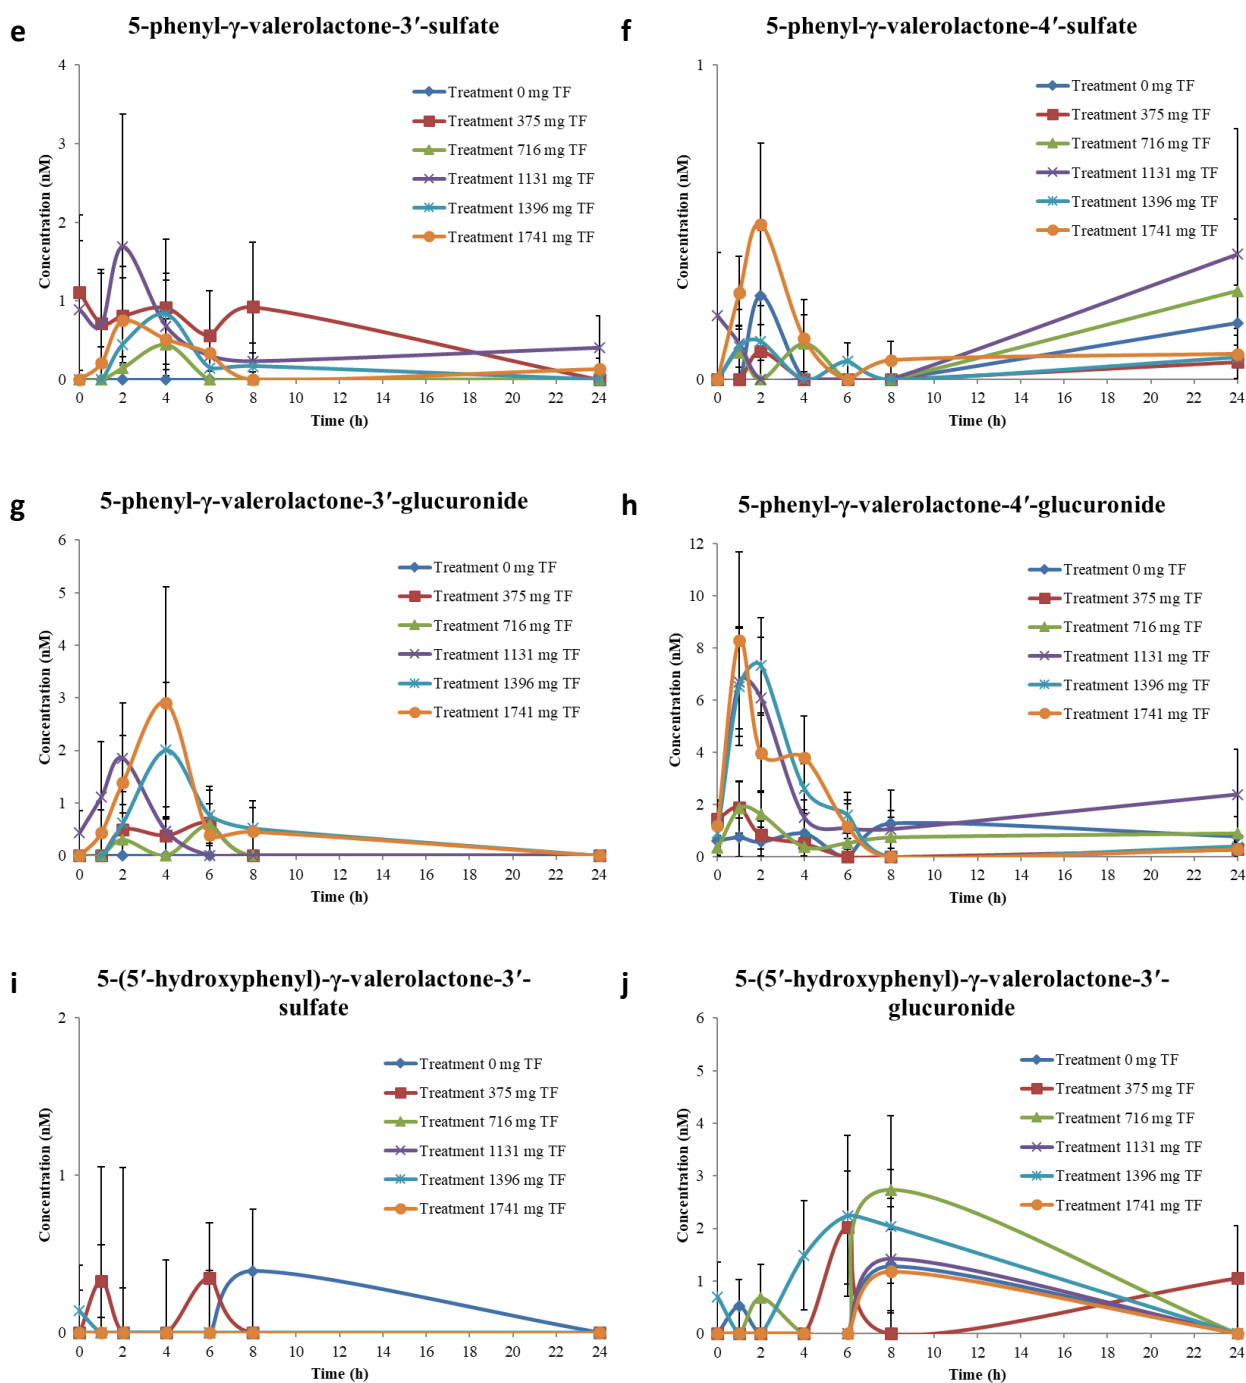 e
5-phenyl-γ-valerolactone-3′-sulfate
4
3
2
1
0
Concentration (nM)
Treatment 0 mg TF
Treatment 375 mg TF
Treatment 716 mg TF
Treatment 1131 mg TF
Treatment 1396 mg TF
Treatment 1741 mg TF
0 2 4 6 8 10 12 14 16 18 20 22 24
Time (h)
f
5-phenyl-γ-valerolactone-4′-sulfate
1
0
Concentration (nM)
Treatment 0 mg TF
Treatment 375 mg TF
Treatment 716 mg TF
Treatment 1131 mg TF
Treatment 1396 mg TF
Treatment 1741 mg TF
0 2 4 6 8 10 12 14 16 18 20 22 24
Time (h)
g
5-phenyl-γ-valerolactone-3′-glucuronide
6
5
4
3
2
1
0
Concentration (nM)
Treatment 0 mg TF
Treatment 375 mg TF
Treatment 716 mg TF
Treatment 1131 mg TF
Treatment 1396 mg TF
Treatment 1741 mg TF
0 2 4 6 8 10 12 14 16 18 20 22 24
Time (h)
h
5-phenyl-γ-valerolactone-4′-glucuronide
12
10
8
6
4
2
0
Concentration (nM)
Treatment 0 mg TF
Treatment 375 mg TF
Treatment 716 mg TF
Treatment 1131 mg TF
Treatment 1396 mg TF
Treatment 1741 mg TF
0 2 4 6 8 10 12 14 16 18 20 22 24
Time (h)
i
5-(5′-hydroxyphenyl)-γ-valerolactone-3′-
sulfate
2
1
0
Concentration (nM)
Treatment 0 mg TF
Treatment 375 mg TF
Treatment 716 mg TF
Treatment 1131 mg TF
Treatment 1396 mg TF
Treatment 1741 mg TF
0 2 4 6 8 10 12 14 16 18 20 22 24
Time (h)
j
5-(5′-hydroxyphenyl)-γ-valerolactone-3′-
glucuronide
6
5
4
3
2
1
0
Concentration (nM)
Treatment 0 mg TF
Treatment 375 mg TF
Treatment 716 mg TF
Treatment 1131 mg TF
Treatment 1396 mg TF
Treatment 1741 mg TF
0 2 4 6 8 10 12 14 16 18 20 22 24
Time (h)